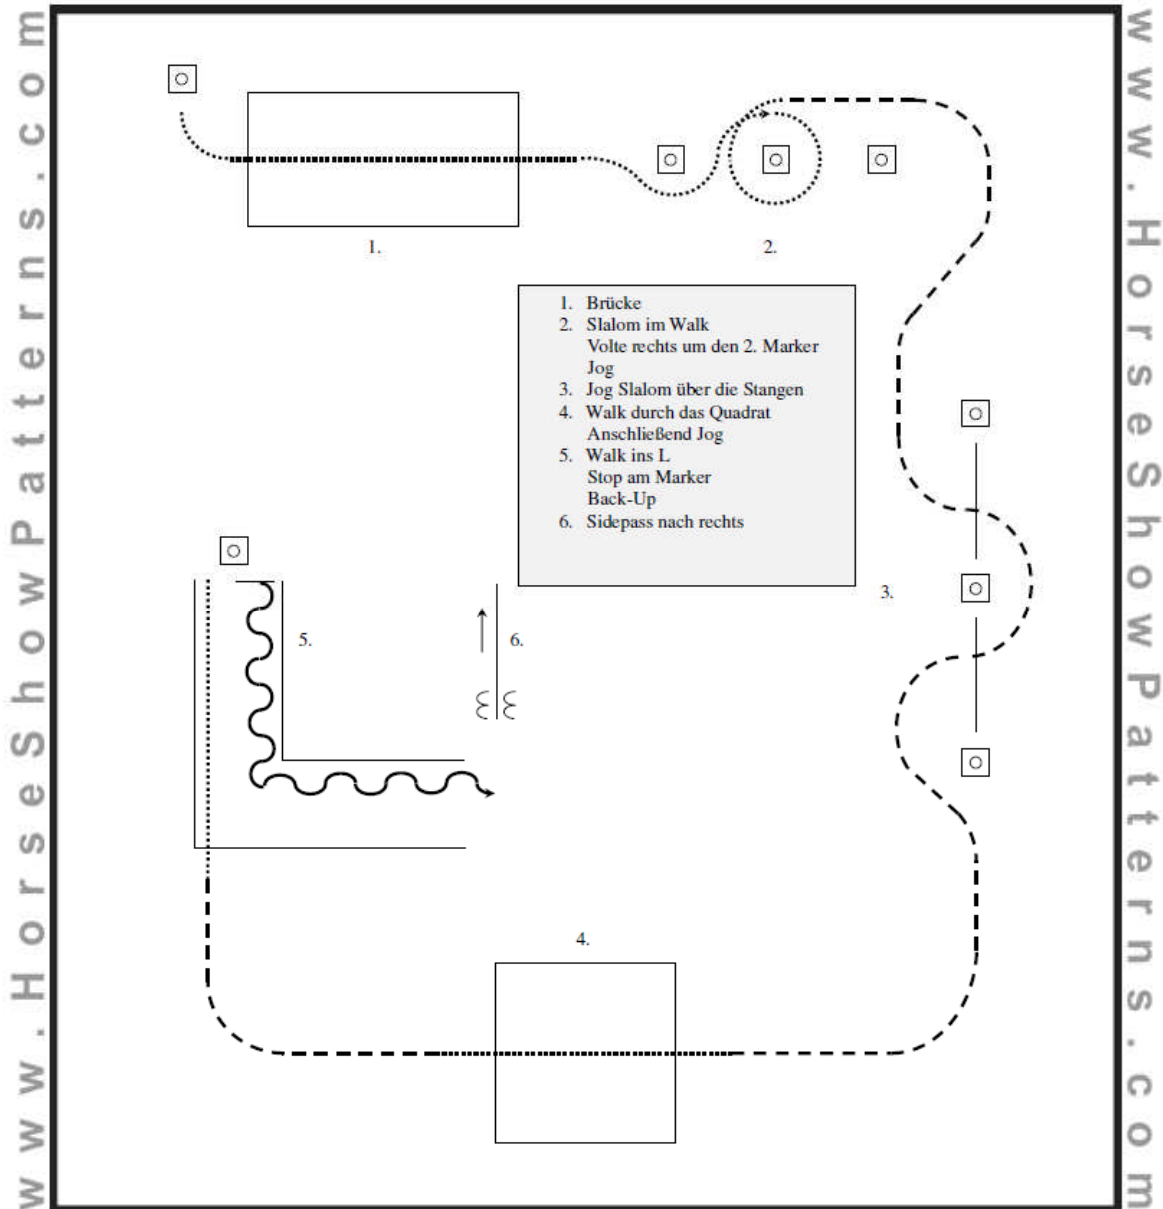 www.HorseShowPatterns.com
1.
2.
1. Brücke
2. Slalom im Walk
Volte rechts um den 2. Marker
Jog
3. Jog Slalom über die Stangen
4. Walk durch das Quadrat
Anschließend Jog
5. Walk ins L
Stop am Marker
Back-Up
6. Sidepass nach rechts
3.
5.
6.
4.
www.HorseShowPatterns.com